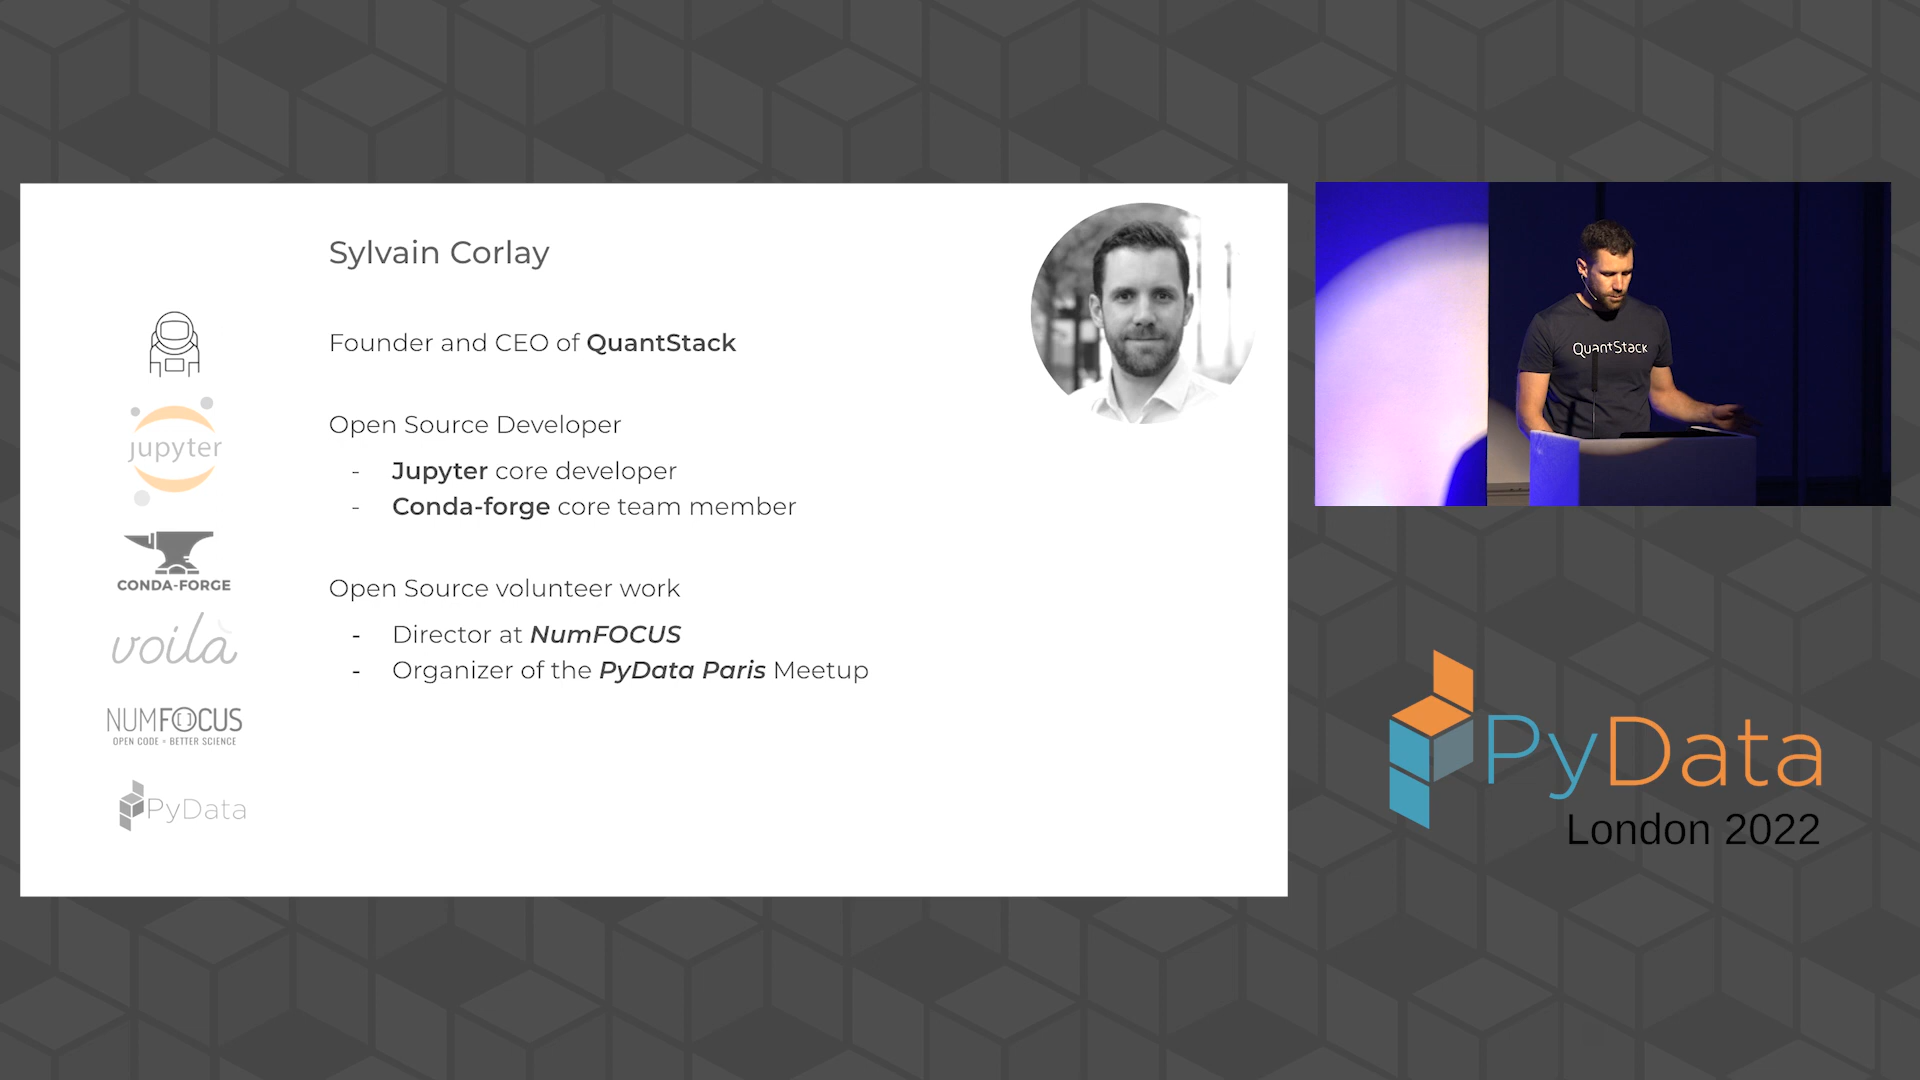 Sylvain Corlay
Founder and CEO of QuantStack
Open Source Developer
- Jupyter core developer
- Conda-forge core team member
Open Source volunteer work
- Director at NumFOCUS
- Organizer of the PyData Paris Meetup
jupyter
CONDA-FORGE
voilà
NUMFOCUS
OPEN CODE = BETTER SCIENCE
PyData
QuantStack
PyData
London 2022